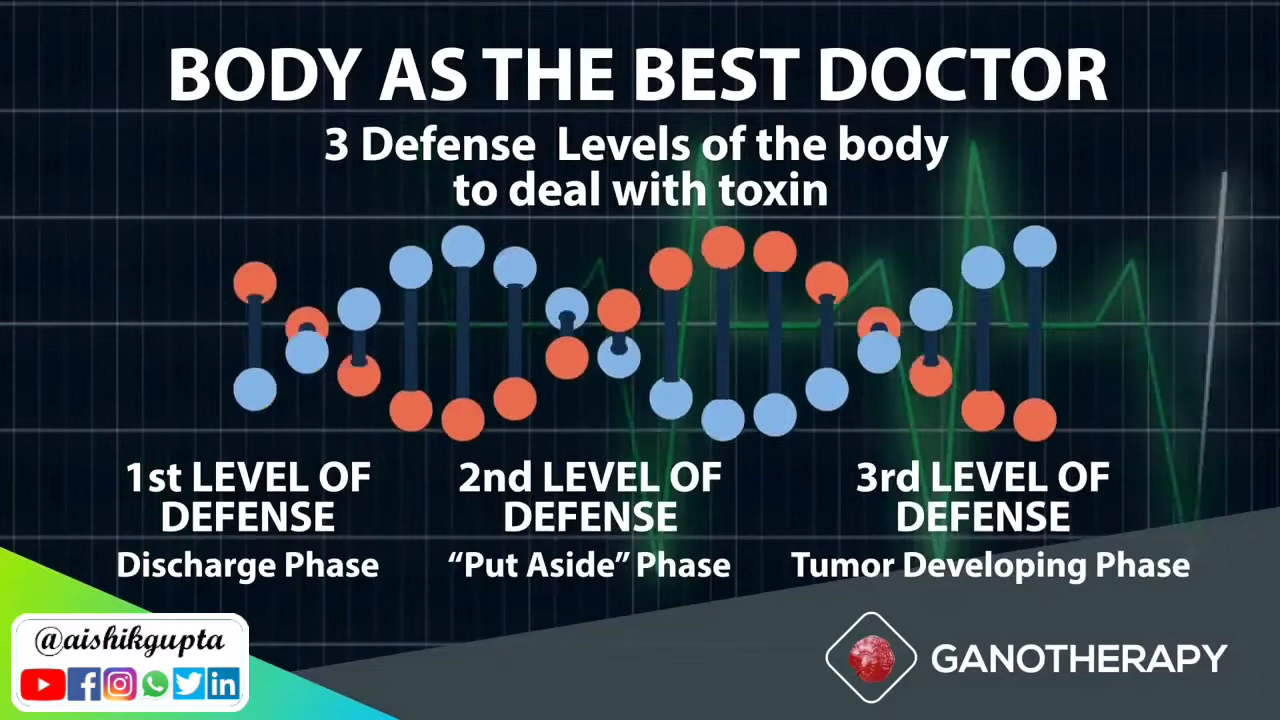 BODY AS THE BEST DOCTOR
3 Defense Levels of the body
to deal with toxin
1st LEVEL OF
DEFENSE
Discharge Phase
2nd LEVEL OF
DEFENSE
“Put Aside” Phase
3rd LEVEL OF
DEFENSE
Tumor Developing Phase
@aishikgupta
GANOTHERAPY